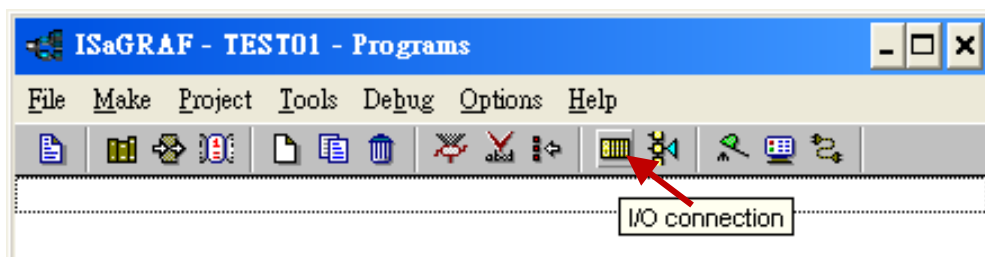 ISaGRAF - TEST01 - Programs
File Make Project Tools Debug Options Help
I/O connection